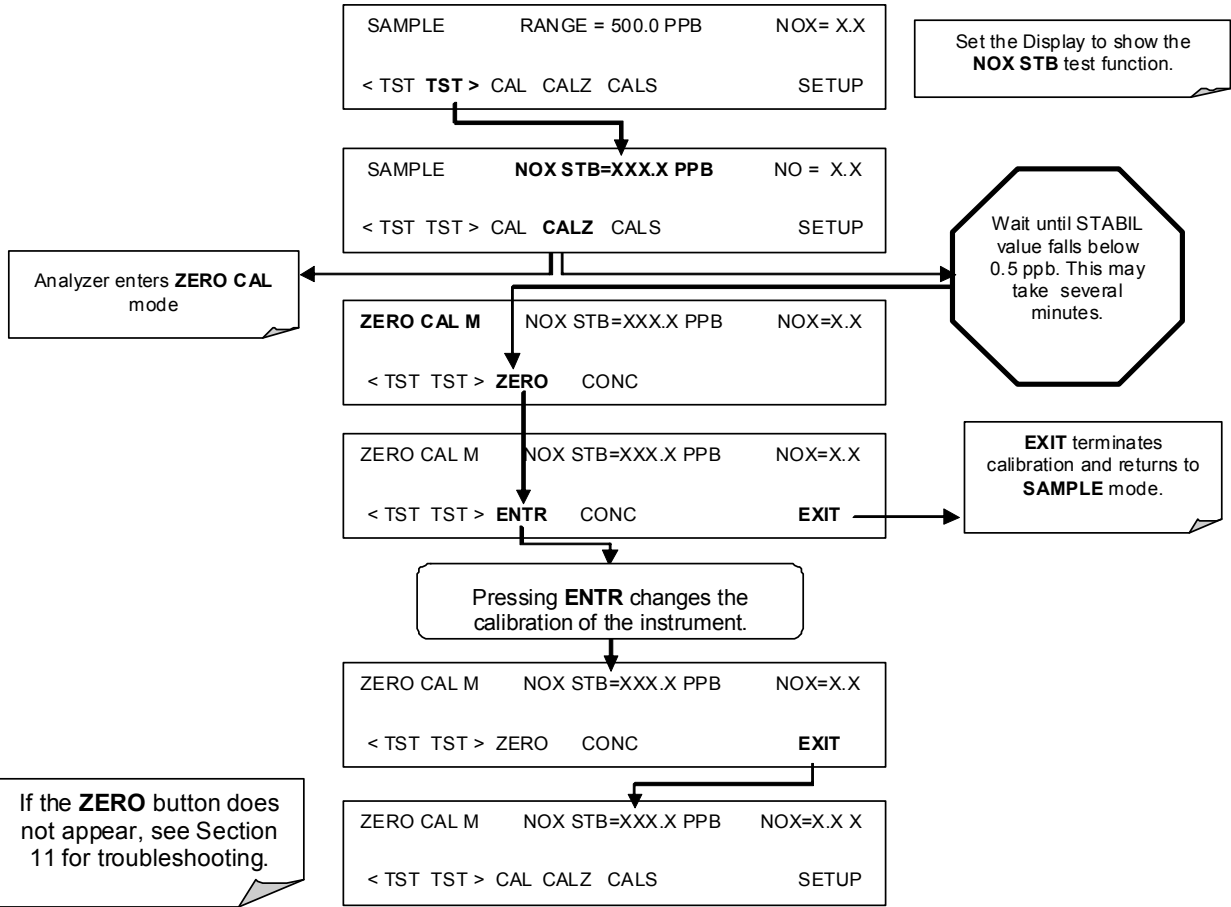 SAMPLE RANGE = 500.0 PPB NOX= X.X
< TST TST > CAL CALZ CALS SETUP
Set the Display to show the
NOX STB test function.
SAMPLE NOX STB=XXX.X PPB NO = X.X
< TST TST > CAL CALZ CALS SETUP
Wait until STABIL
value falls below
0.5 ppb. This may
take several
minutes.
Analyzer enters ZERO CAL
mode
ZERO CAL M NOX STB=XXX.X PPB NOX=X.X
< TST TST > ZERO CONC
ZERO CAL M NOX STB=XXX.X PPB NOX=X.X
< TST TST > ENTR CONC EXIT
EXIT terminates
calibration and returns to
SAMPLE mode.
Pressing ENTR changes the
calibration of the instrument.
ZERO CAL M NOX STB=XXX.X PPB NOX=X.X
< TST TST > ZERO CONC EXIT
If the ZERO button does
not appear, see Section
11 for troubleshooting.
ZERO CAL M NOX STB=XXX.X PPB NOX=X.X X
< TST TST > CAL CALZ CALS SETUP